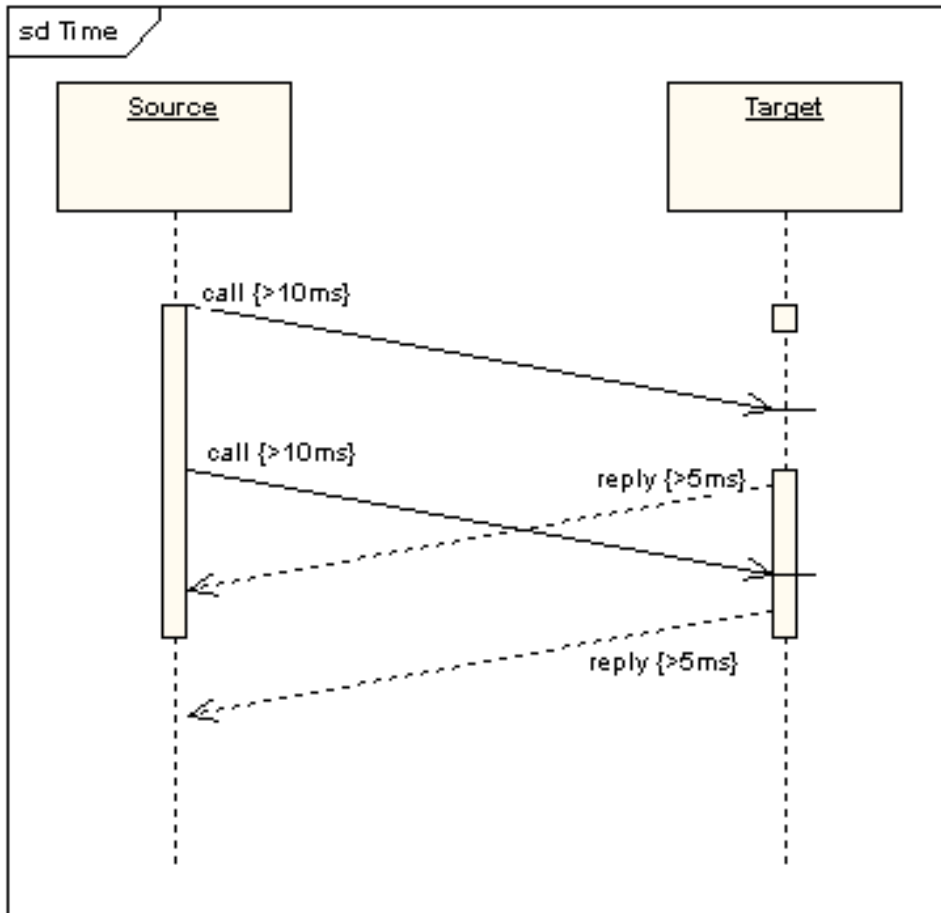 sd Time
Source
Target
call {>10ms}
call {>10ms}
reply {>5ms}
reply {>5ms}